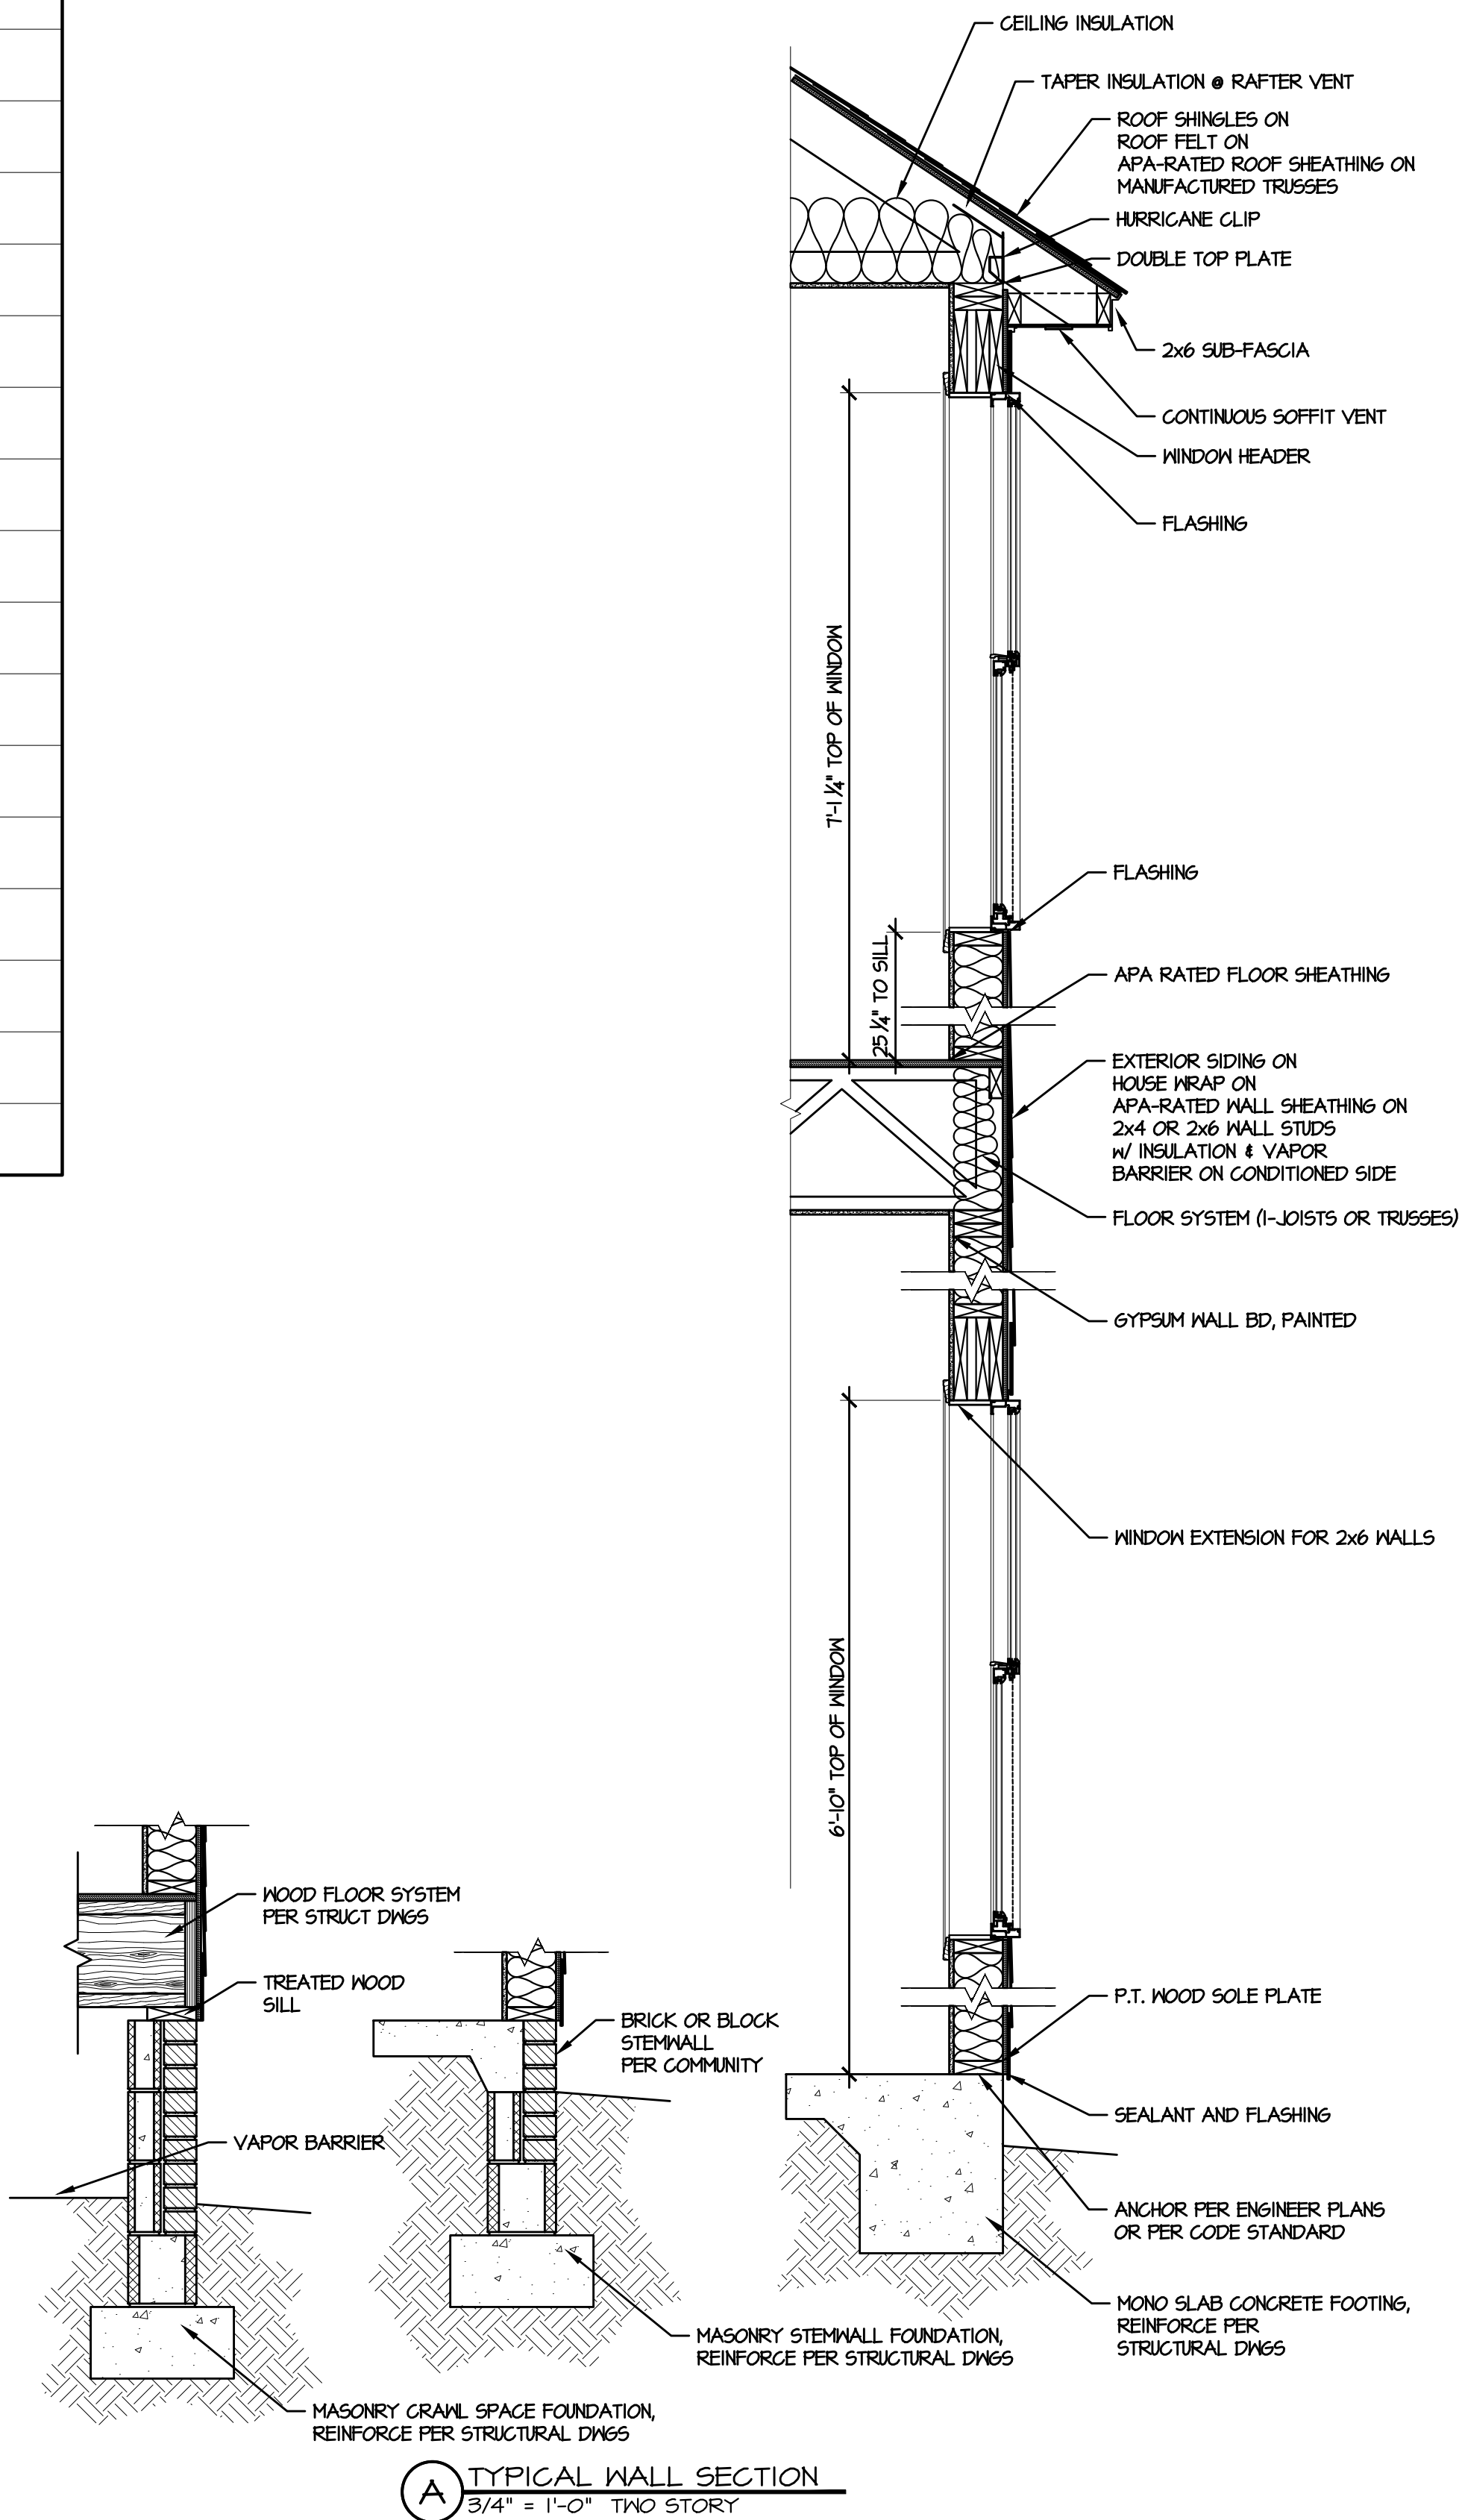 CEILING INSULATION
TAPER INSULATION @ RAFTER VENT
ROOF SHINGLES ON
ROOF FELT ON
APA-RATED ROOF SHEATHING ON
MANUFACTURED TRUSSES
HURRICANE CLIP
DOUBLE TOP PLATE
2x6 SUB-FASCIA
CONTINUOUS SOFFIT VENT
WINDOW HEADER
FLASHING
7'-1 1/4" TOP OF WINDOW
FLASHING
25 1/4" TO SILL
APA RATED FLOOR SHEATHING
EXTERIOR SIDING ON
HOUSE WRAP ON
APA-RATED WALL SHEATHING ON
2x4 OR 2x6 WALL STUDS
w/ INSULATION & VAPOR
BARRIER ON CONDITIONED SIDE
FLOOR SYSTEM (I-JOISTS OR TRUSSES)
GYPSUM WALL BD, PAINTED
WINDOW EXTENSION FOR 2x6 WALLS
6'-10" TOP OF WINDOW
WOOD FLOOR SYSTEM
PER STRUCT DWGS
TREATED WOOD
SILL
VAPOR BARRIER
BRICK OR BLOCK
STEMWALL
PER COMMUNITY
P.T. WOOD SOLE PLATE
SEALANT AND FLASHING
ANCHOR PER ENGINEER PLANS
OR PER CODE STANDARD
MONO SLAB CONCRETE FOOTING,
REINFORCE PER
STRUCTURAL DWGS
MASONRY STEMWALL FOUNDATION,
REINFORCE PER STRUCTURAL DWGS
MASONRY CRAWL SPACE FOUNDATION,
REINFORCE PER STRUCTURAL DWGS
A
TYPICAL WALL SECTION
3/4" = 1'-0" TWO STORY